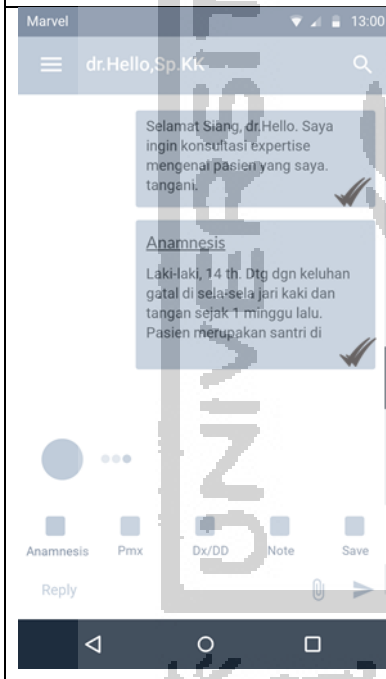 Marvel 13:00
dr.Hello,Sp.KK
Selamat Siang, dr.Hello. Saya
ingin konsultasi expertise
mengenai pasien yang saya.
tangani.
Anamnesis
Laki-laki, 14 th. Dtg dgn keluhan
gatal di sela-sela jari kaki dan
tangan sejak 1 minggu lalu.
Pasien merupakan santri di
Anamnesis Pmx Dx/DD Note Save
Reply
UNIVERSIT